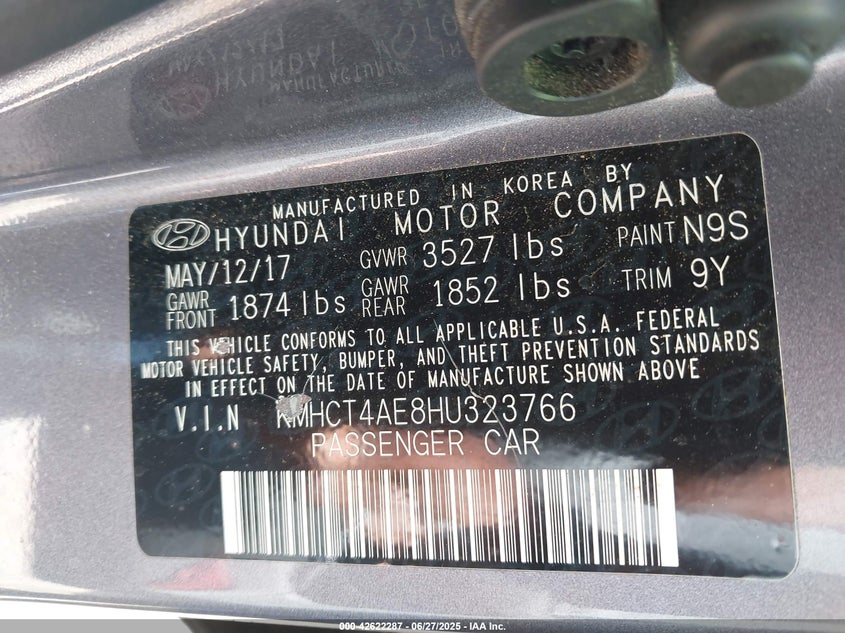 MANUFACTURED IN KOREA BY
HYUNDAI MOTOR COMPANY
MAY/12/17 GVWR 3527 lbs PAINT N9S
GAWR FRONT 1874 lbs GAWR REAR 1852 lbs TRIM 9Y
THIS VEHICLE CONFORMS TO ALL APPLICABLE U.S.A. FEDERAL
MOTOR VEHICLE SAFETY, BUMPER, AND THEFT PREVENTION STANDARDS
IN EFFECT ON THE DATE OF MANUFACTURE SHOWN ABOVE
V.I.N KMHCT4AE8HU323766
PASSENGER CAR
000-42622287 - 06/27/2025 - IAA Inc.